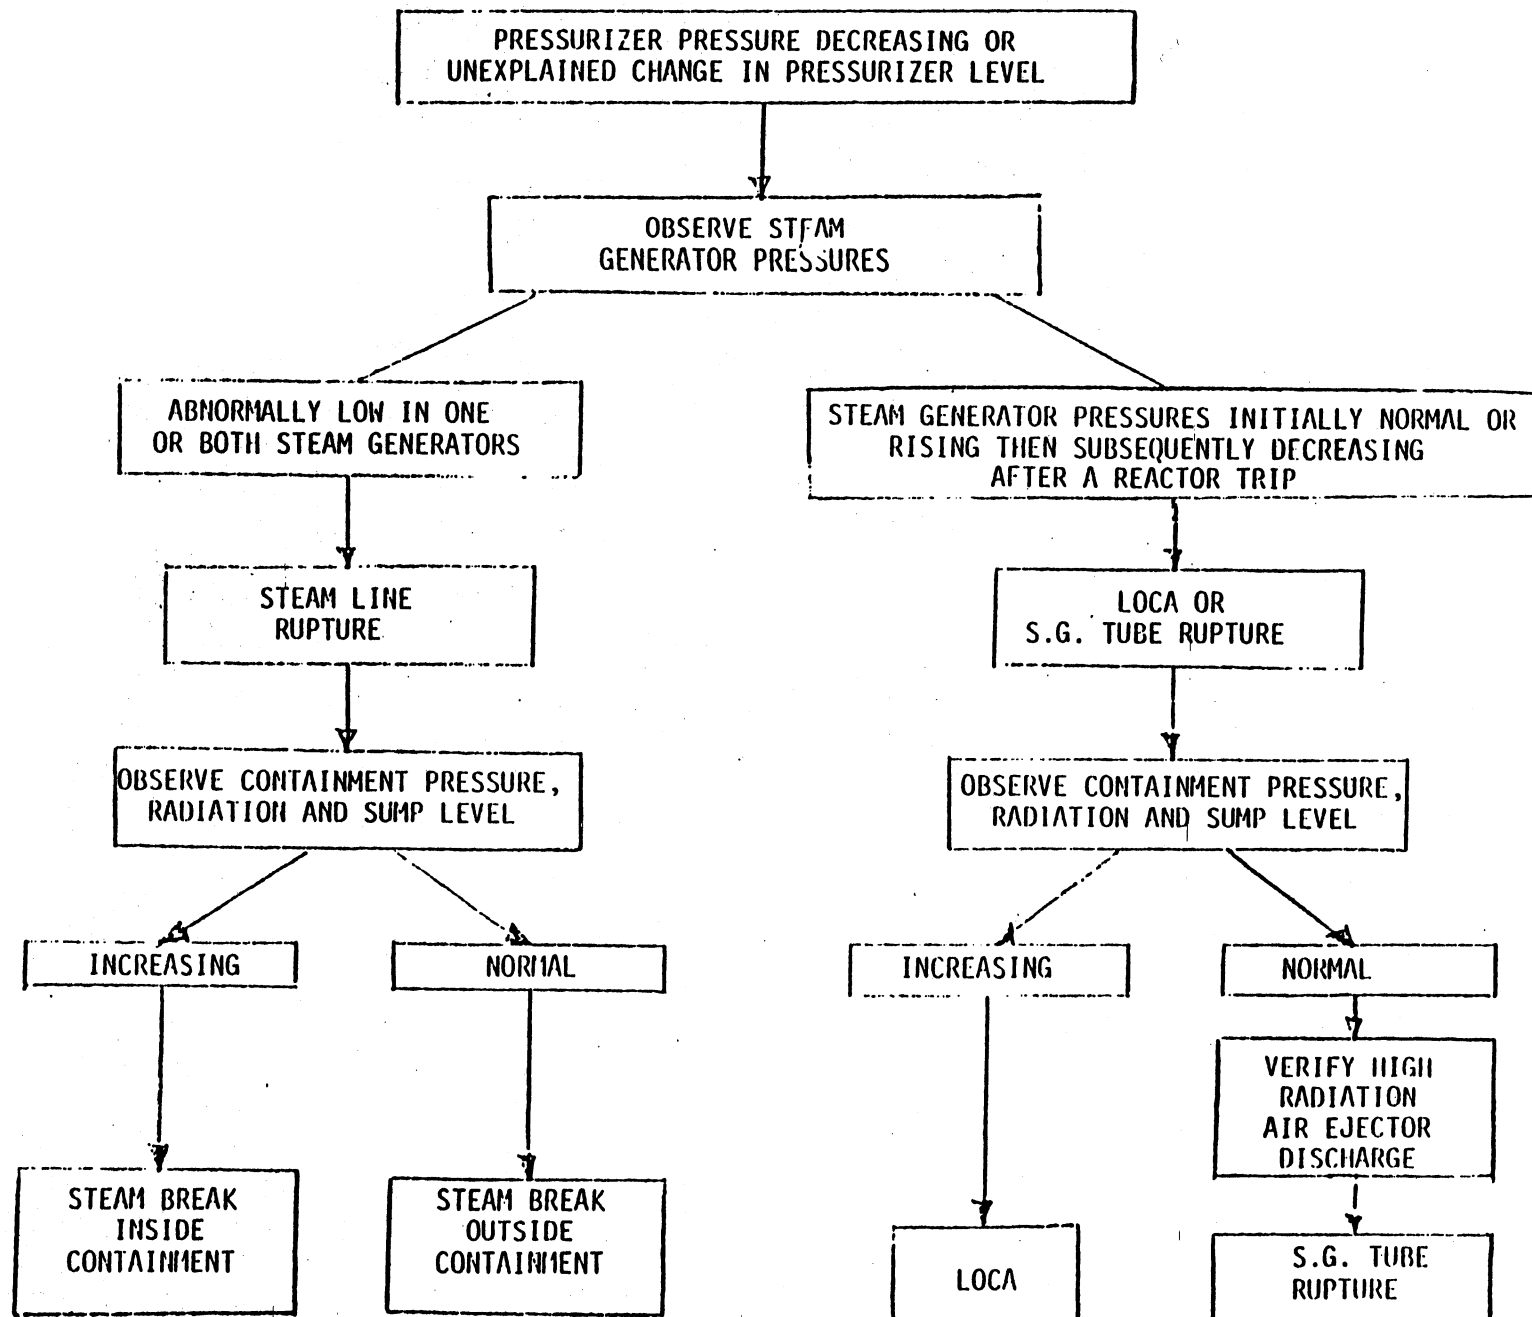 PRESSURIZER PRESSURE DECREASING OR
UNEXPLAINED CHANGE IN PRESSURIZER LEVEL
OBSERVE STEAM
GENERATOR PRESSURES
ABNORMALLY LOW IN ONE
OR BOTH STEAM GENERATORS
STEAM GENERATOR PRESSURES INITIALLY NORMAL OR
RISING THEN SUBSEQUENTLY DECREASING
AFTER A REACTOR TRIP
STEAM LINE
RUPTURE
LOCA OR
S.G. TUBE RUPTURE
OBSERVE CONTAINMENT PRESSURE,
RADIATION AND SUMP LEVEL
OBSERVE CONTAINMENT PRESSURE,
RADIATION AND SUMP LEVEL
INCREASING
NORMAL
INCREASING
NORMAL
VERIFY HIGH
RADIATION
AIR EJECTOR
DISCHARGE
STEAM BREAK
INSIDE
CONTAINMENT
STEAM BREAK
OUTSIDE
CONTAINMENT
LOCA
S.G. TUBE
RUPTURE